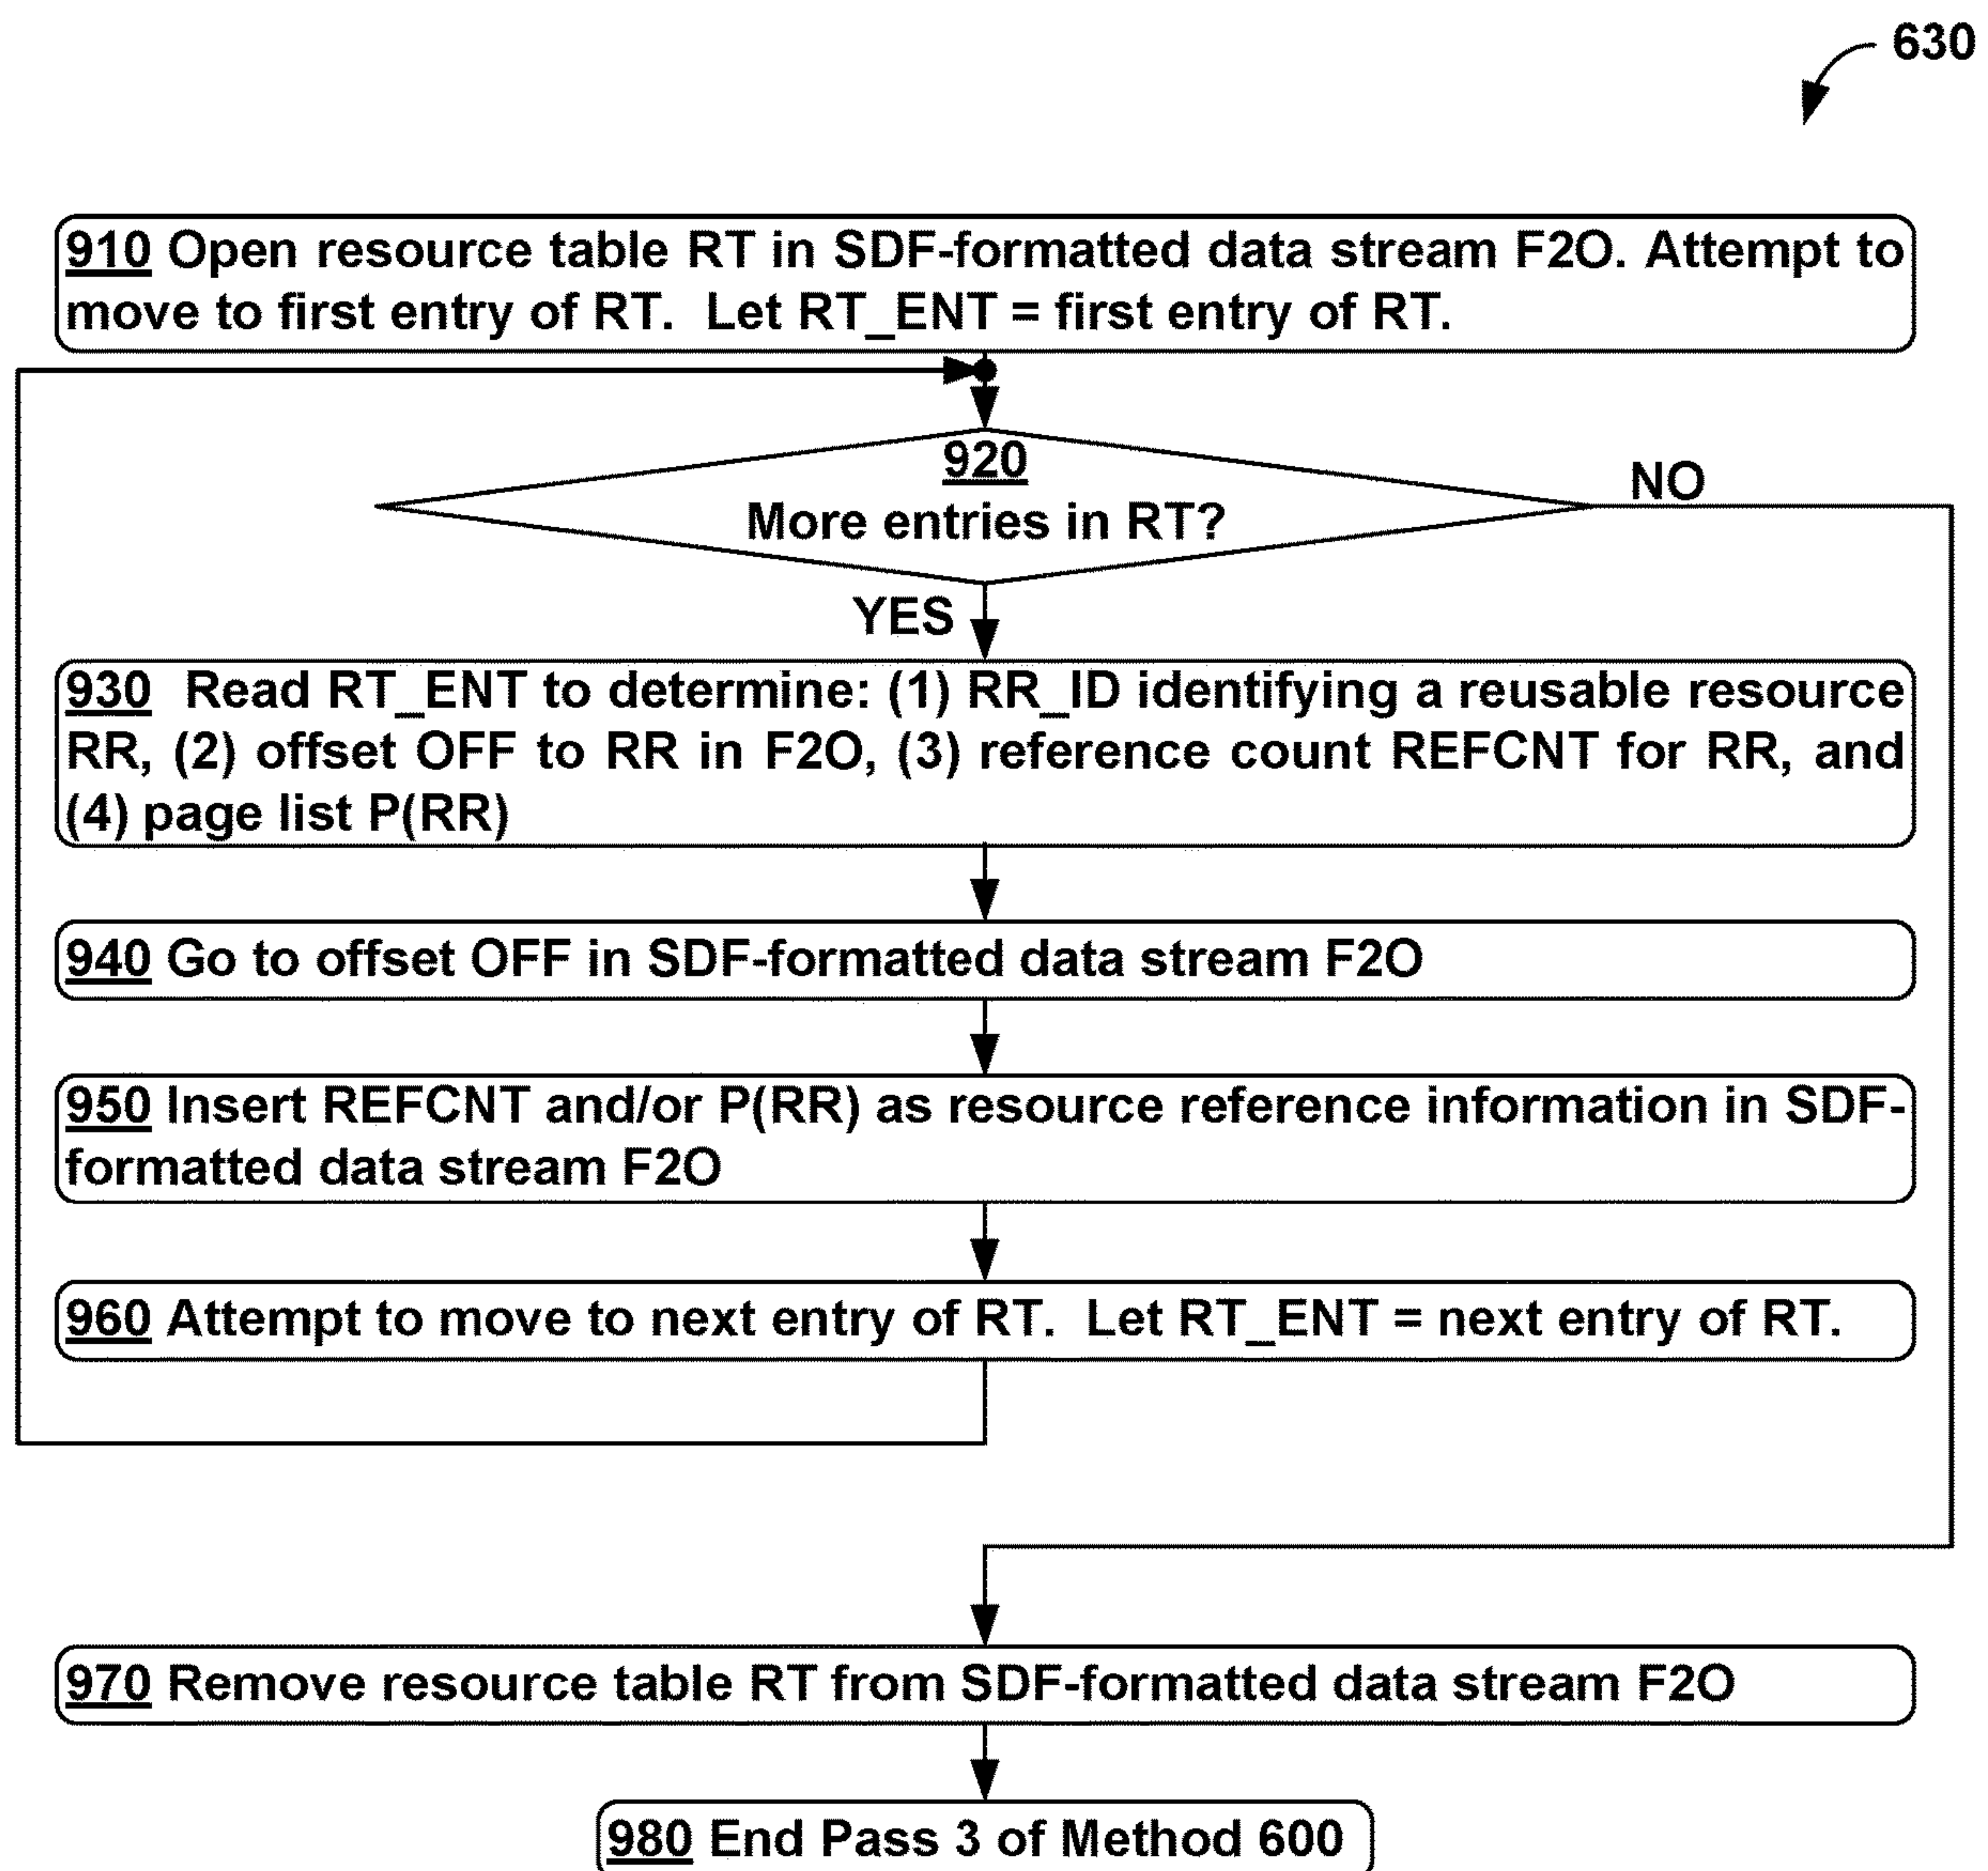 630
910 Open resource table RT in SDF-formatted data stream F2O. Attempt to
move to first entry of RT.  Let RT_ENT = first entry of RT.
920
More entries in RT?
NO
YES
930  Read RT_ENT to determine: (1) RR_ID identifying a reusable resource
RR, (2) offset OFF to RR in F2O, (3) reference count REFCNT for RR, and
(4) page list P(RR)
940 Go to offset OFF in SDF-formatted data stream F2O
950 Insert REFCNT and/or P(RR) as resource reference information in SDF-
formatted data stream F2O
960 Attempt to move to next entry of RT.  Let RT_ENT = next entry of RT.
970 Remove resource table RT from SDF-formatted data stream F2O
980 End Pass 3 of Method 600